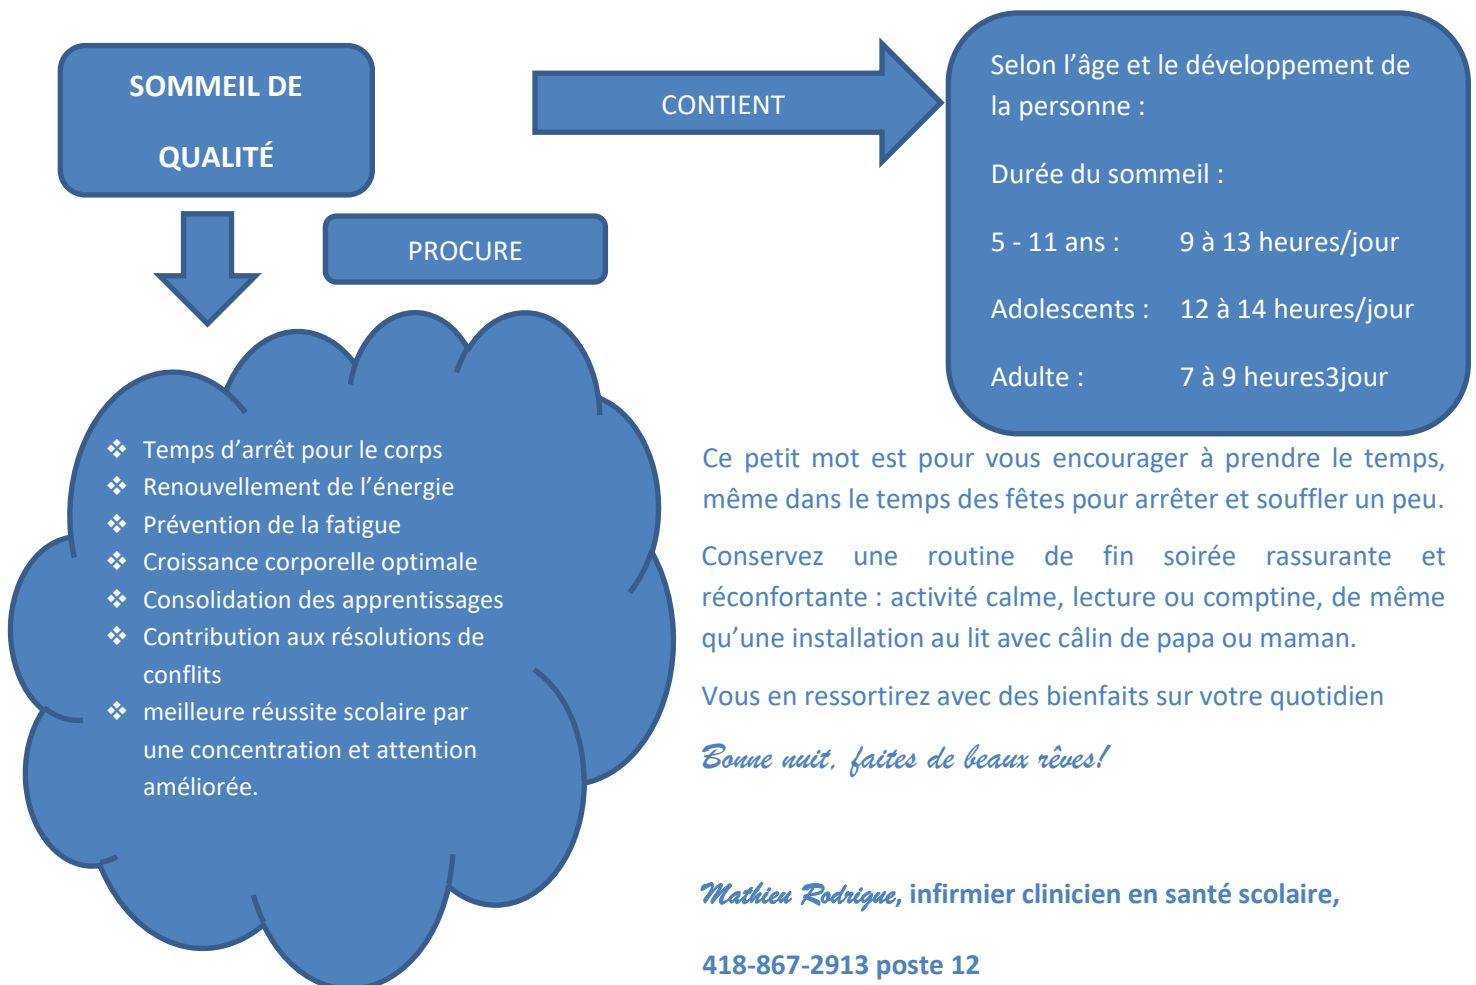 SOMMEIL DE
QUALITÉ
CONTIENT
Selon l’âge et le développement de
la personne :
Durée du sommeil :
5 - 11 ans : 9 à 13 heures/jour
Adolescents : 12 à 14 heures/jour
Adulte : 7 à 9 heures3jour
PROCURE
❖ Temps d’arrêt pour le corps
❖ Renouvellement de l’énergie
❖ Prévention de la fatigue
❖ Croissance corporelle optimale
❖ Consolidation des apprentissages
❖ Contribution aux résolutions de
conflits
❖ meilleure réussite scolaire par
une concentration et attention
améliorée.
Ce petit mot est pour vous encourager à prendre le temps,
même dans le temps des fêtes pour arrêter et souffler un peu.
Conservez une routine de fin soirée rassurante et
réconfortante : activité calme, lecture ou comptine, de même
qu’une installation au lit avec câlin de papa ou maman.
Vous en ressortirez avec des bienfaits sur votre quotidien
Bonne nuit, faites de beaux rêves!
Mathieu Rodrigue, infirmier clinicien en santé scolaire,
418-867-2913 poste 12